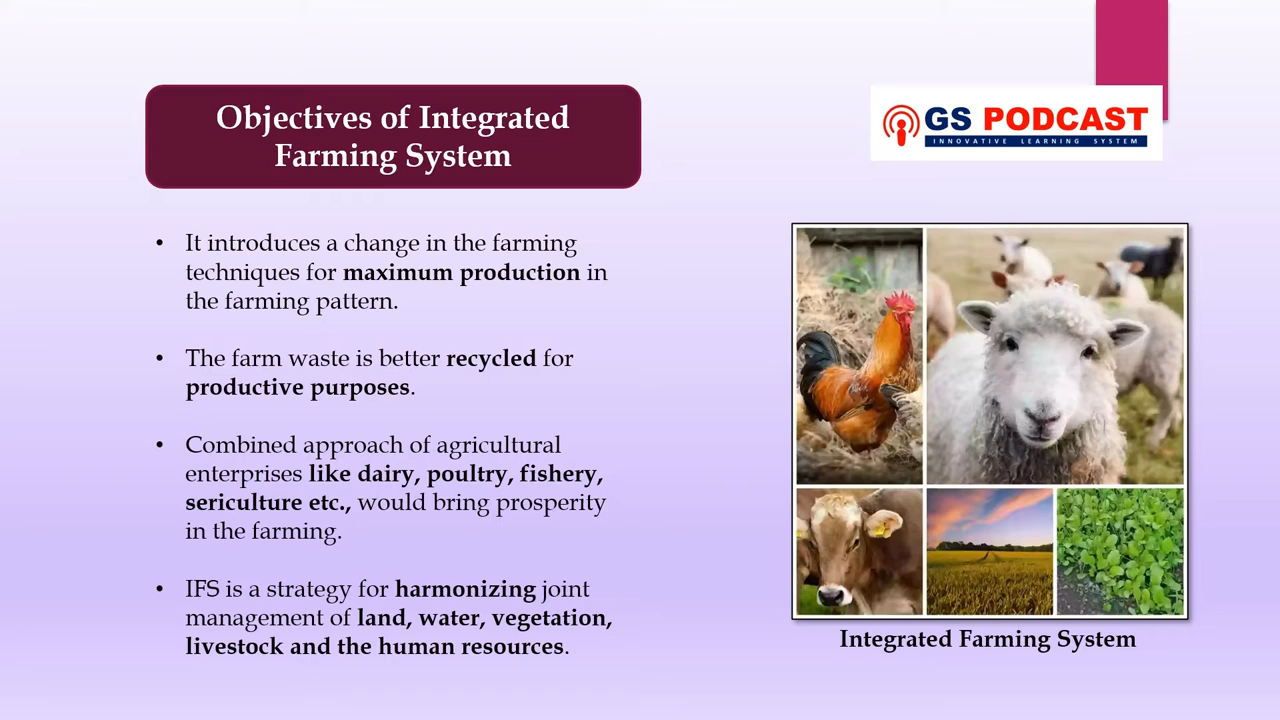 Objectives of Integrated
Farming System
GS PODCAST
INNOVATIVE LEARNING SYSTEM
• It introduces a change in the farming
techniques for maximum production in
the farming pattern.
• The farm waste is better recycled for
productive purposes.
• Combined approach of agricultural
enterprises like dairy, poultry, fishery,
sericulture etc., would bring prosperity
in the farming.
• IFS is a strategy for harmonizing joint
management of land, water, vegetation,
livestock and the human resources.
Integrated Farming System